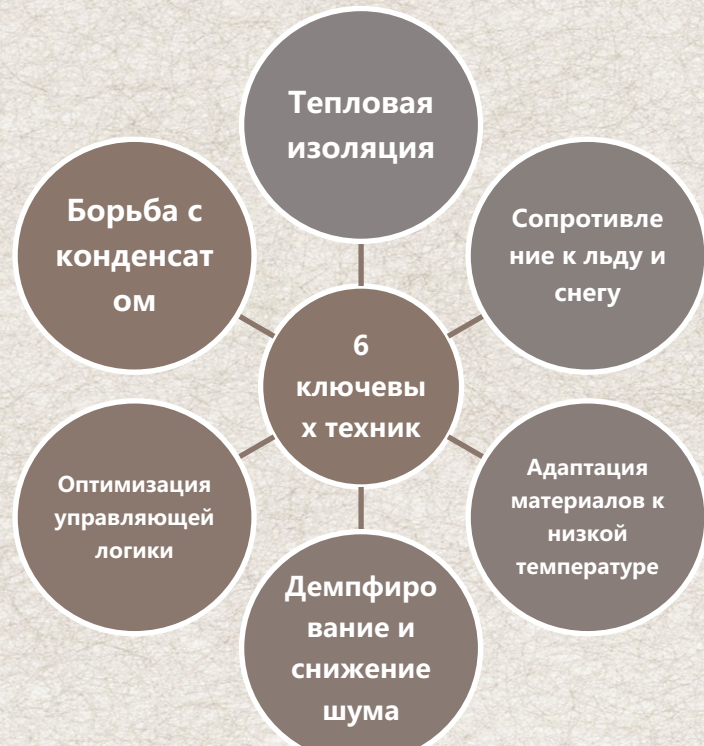 Тепловая
изоляция
Сопротивле
ние к льду и
снегу
Адаптация
материалов к
низкой
температуре
Демпфиро
вание и
снижение
шума
Оптимизация
управляющей
логики
Борьба с
конденсат
ом
6
ключевы
х техник